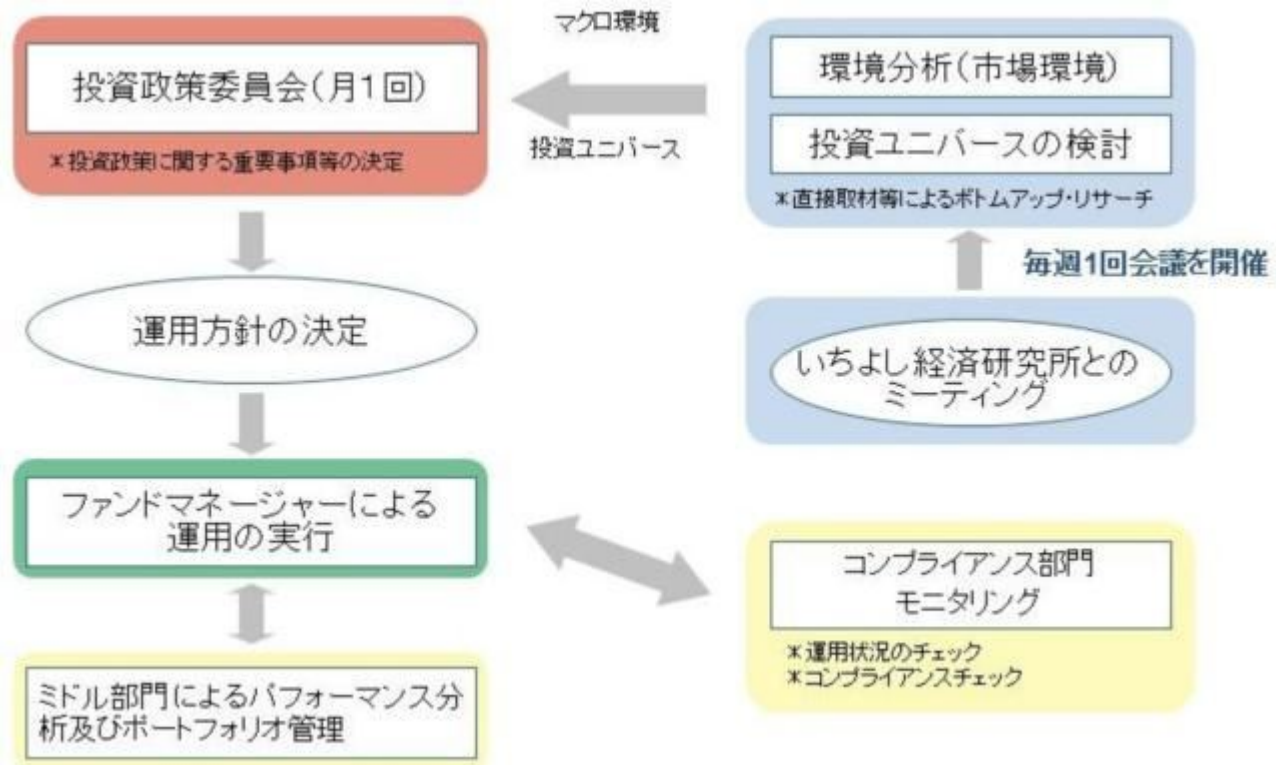 投資政策委員会(月1回)
*投資政策に関する重要事項等の決定
マクロ環境
投資ユニバース
環境分析(市場環境)
投資ユニバースの検討
*直接取材等によるボトムアップ・リサーチ
毎週1回会議を開催
いちよし経済研究所との
ミーティング
運用方針の決定
ファンドマネージャーによる
運用の実行
コンプライアンス部門
モニタリング
*運用状況のチェック
*コンプライアンスチェック
ミドル部門によるパフォーマンス分
析及びポートフォリオ管理